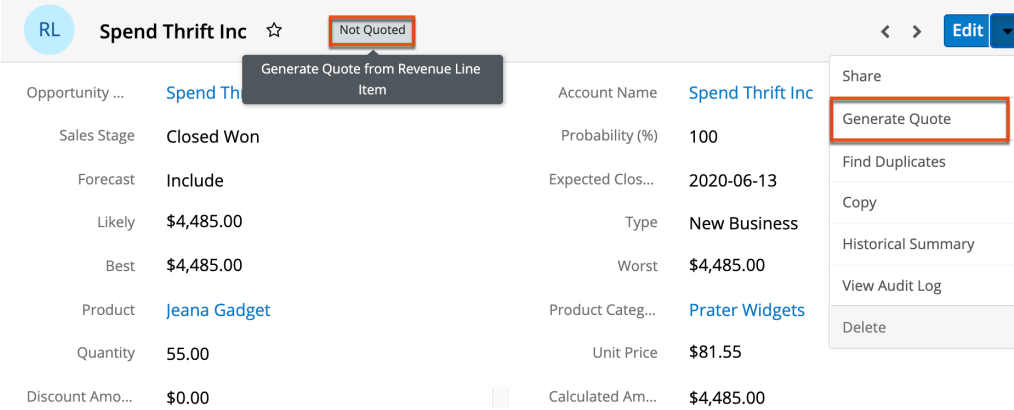 RL
Spend Thrift Inc
Not Quoted
Edit
Generate Quote from Revenue Line
Item
Share
Generate Quote
Find Duplicates
Copy
Historical Summary
View Audit Log
Delete
Opportunity ...
Spend Thr
Account Name
Spend Thrift Inc
Sales Stage
Closed Won
Probability (%)
100
Forecast
Include
Expected Clos...
2020-06-13
Likely
$4,485.00
Type
New Business
Best
$4,485.00
Worst
$4,485.00
Product
Jeana Gadget
Product Categ...
Prater Widgets
Quantity
55.00
Unit Price
$81.55
Discount Amo...
$0.00
Calculated Am...
$4,485.00